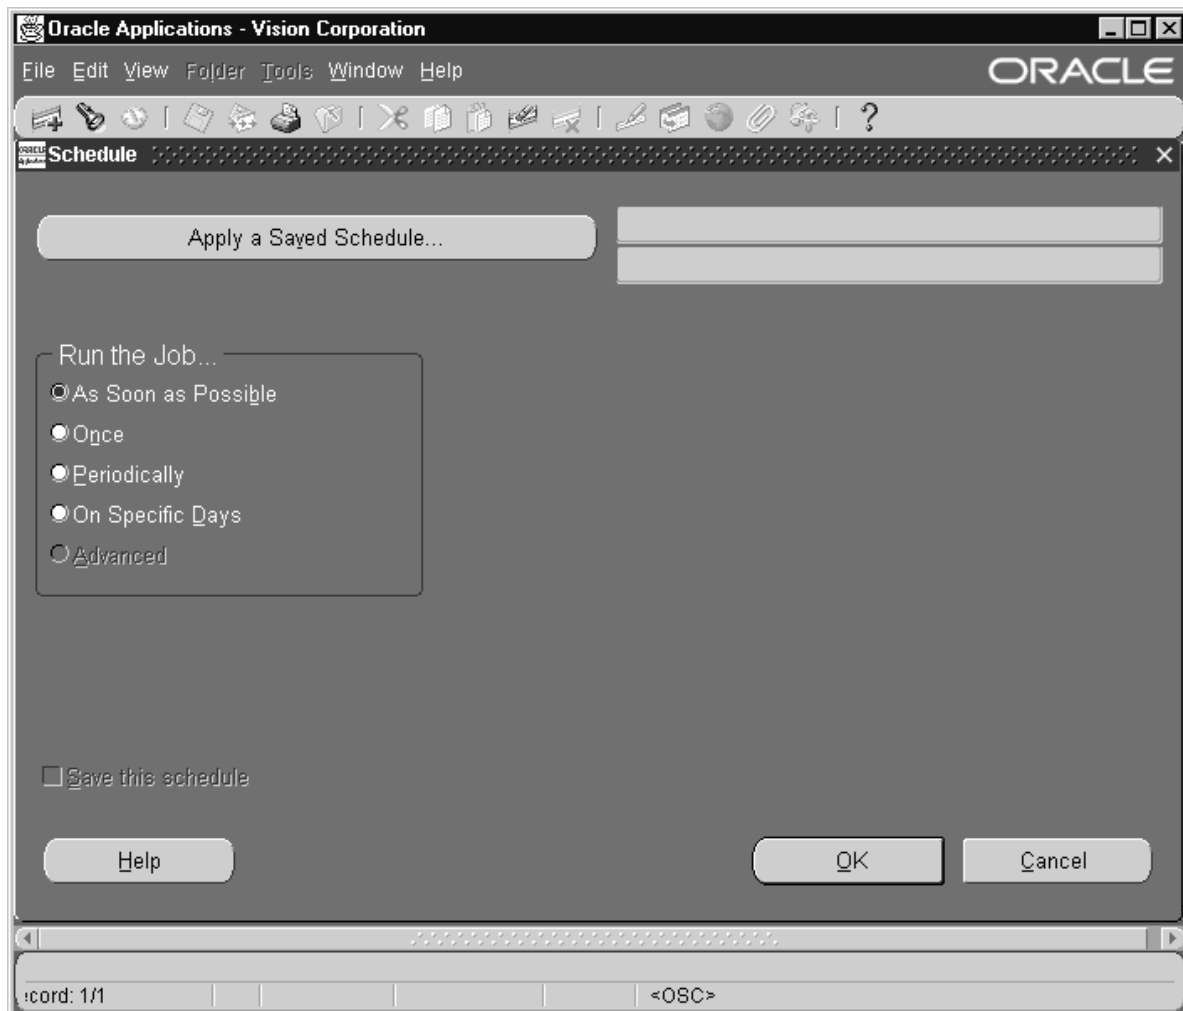 Oracle Applications - Vision Corporation
File Edit View Folder Tools Window Help
ORACLE
?
Schedule
Apply a Saved Schedule...
Run the Job...
As Soon as Possible
Once
Periodically
On Specific Days
Advanced
Save this schedule
Help
OK
Cancel
cord: 1/1
<OSC>